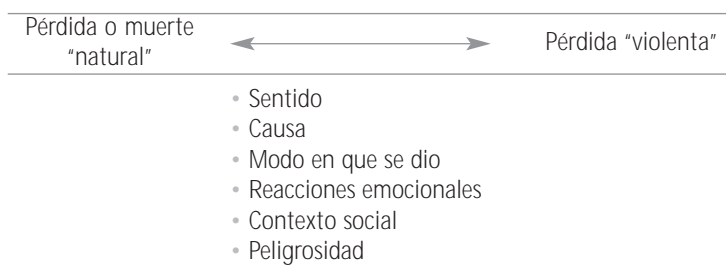 Pérdida o muerte
"natural"
Pérdida "violenta"
• Sentido
• Causa
• Modo en que se dio
• Reacciones emocionales
• Contexto social
• Peligrosidad